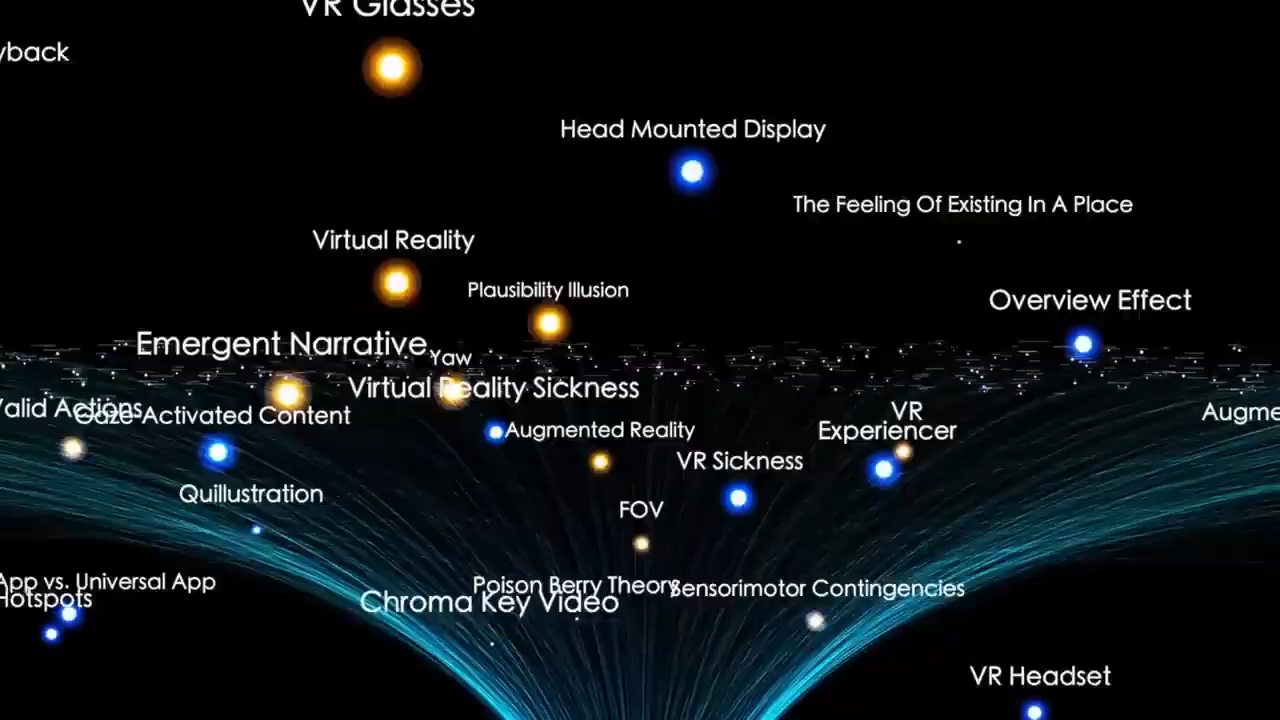 VR Glasses
yback
Head Mounted Display
The Feeling Of Existing In A Place
Virtual Reality
Plausibility Illusion
Overview Effect
Emergent Narrative
Yaw
Virtual Reality Sickness
Valid Actions
Gaze-Activated Content
VR
Experiencer
Augme
Augmented Reality
VR Sickness
Quillustration
FOV
App vs. Universal App
Hotspots
Poison Berry Theory
Sensorimotor Contingencies
Chroma Key Video
VR Headset